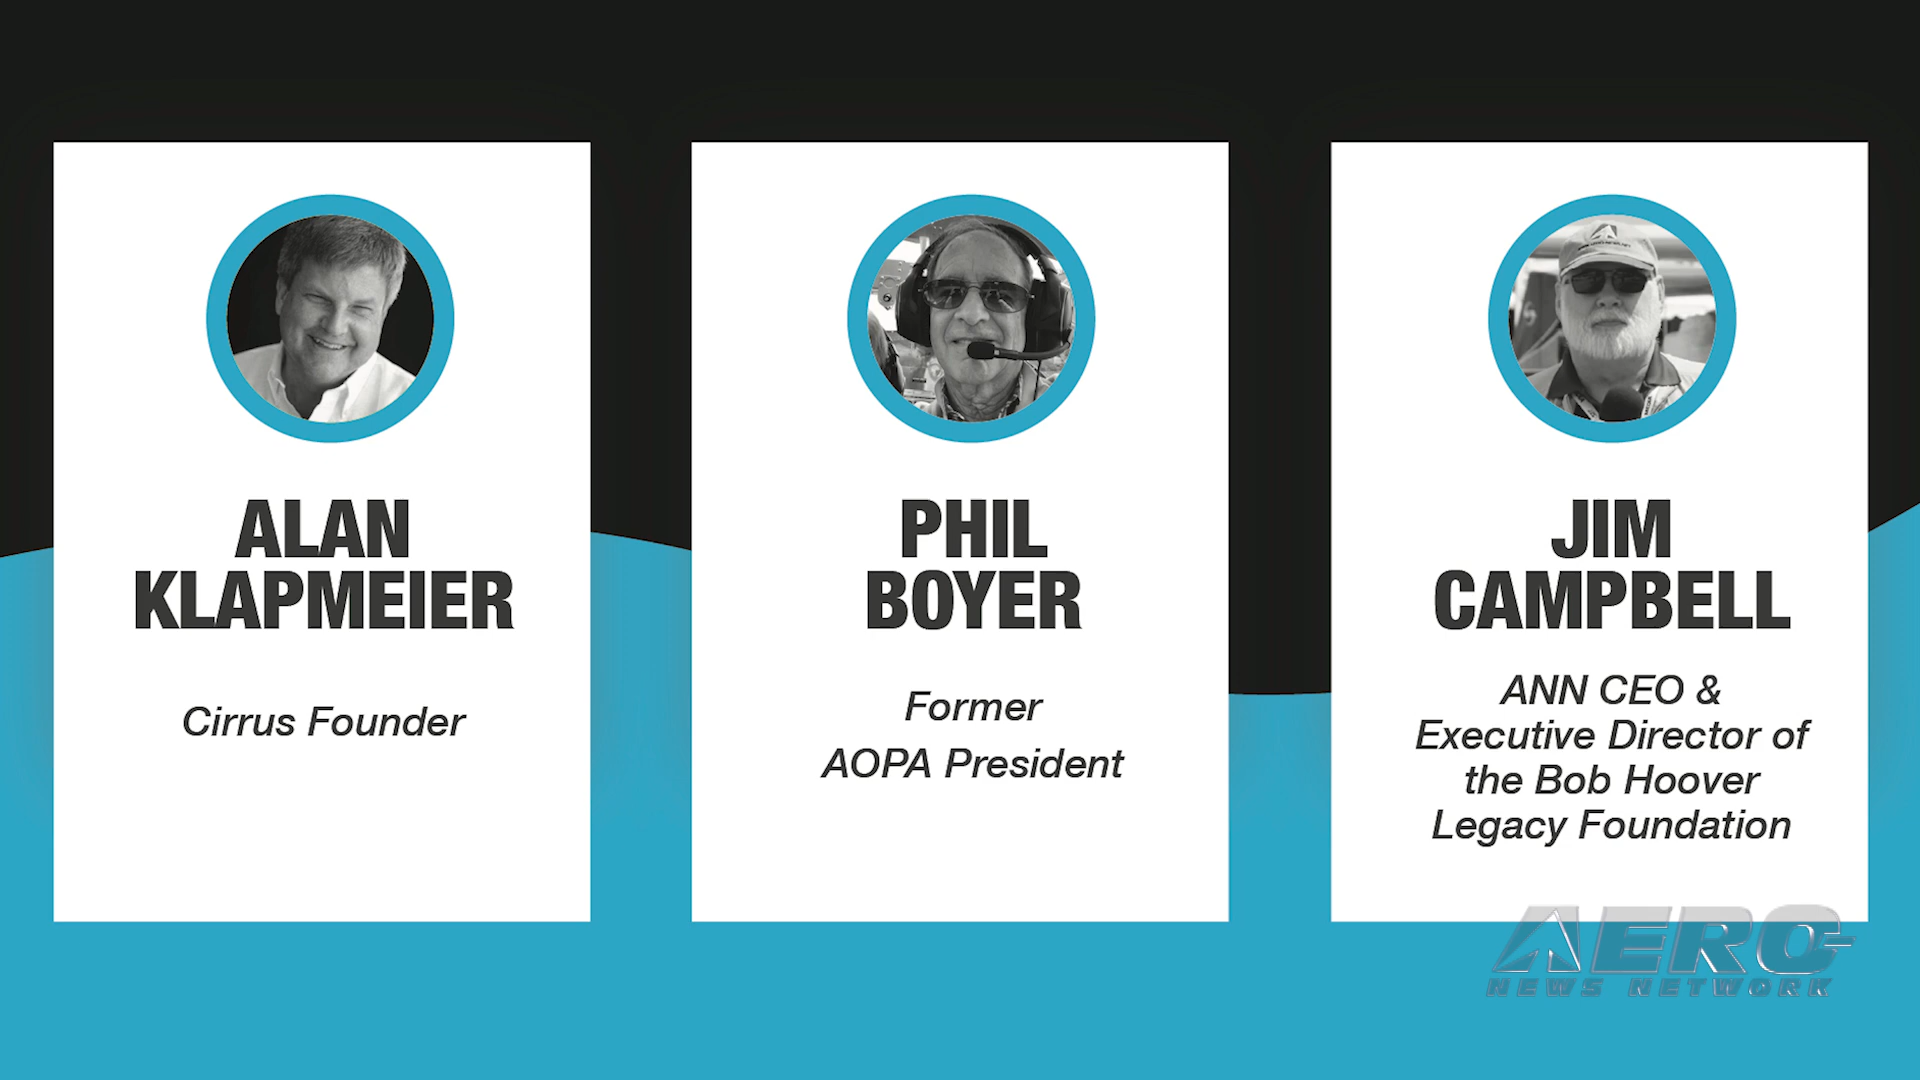 ALAN
KLAPMEIER
Cirrus Founder
PHIL
BOYER
Former
AOPA President
JIM
CAMPBELL
ANN CEO &
Executive Director of
the Bob Hoover
Legacy Foundation
AERO
NEWS NETWORK